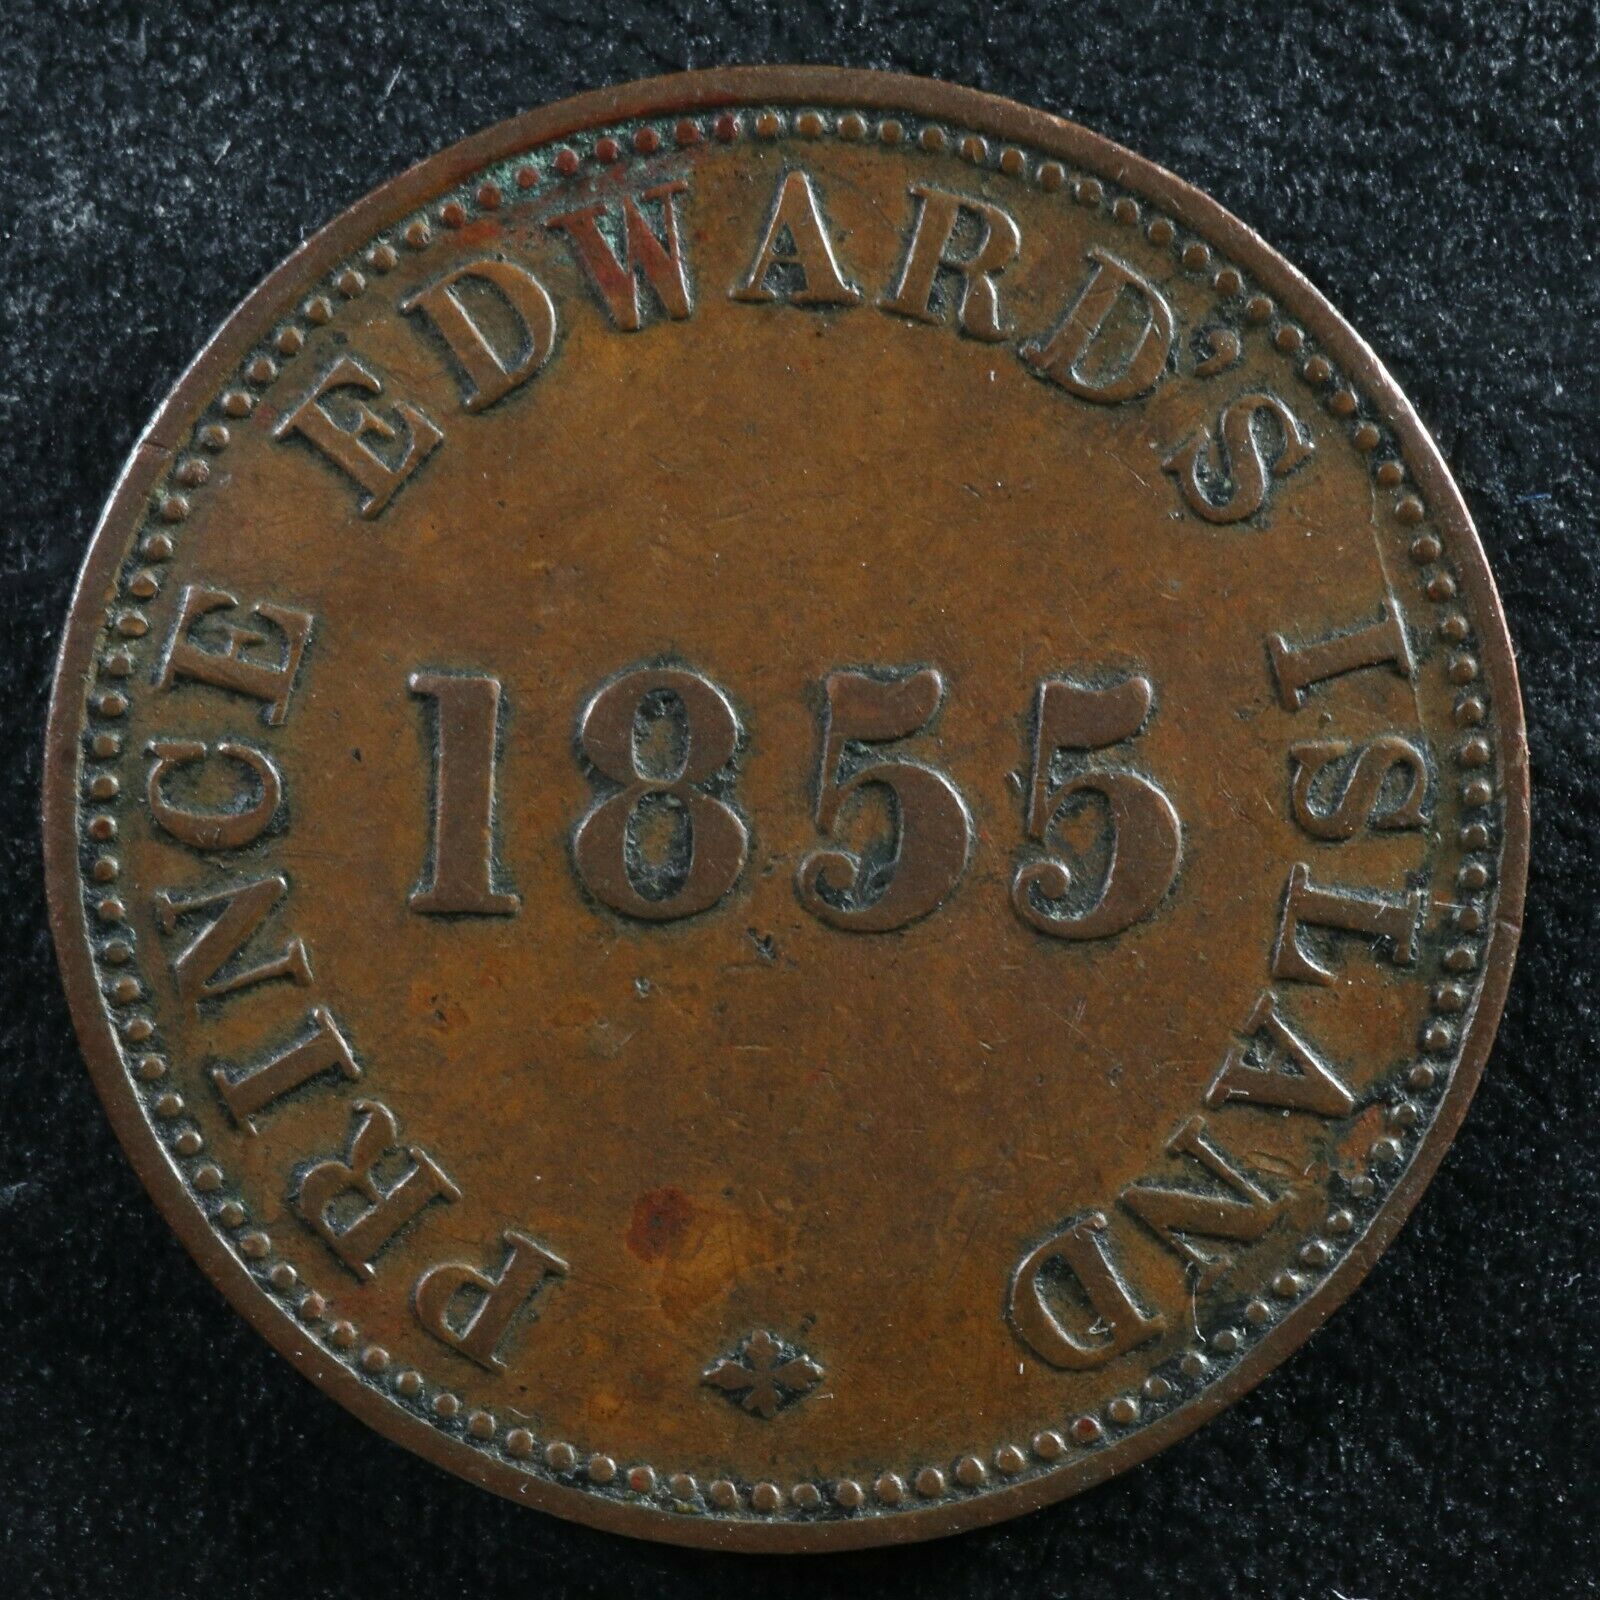 PRINCE EDWARD'S ISLAND
1855